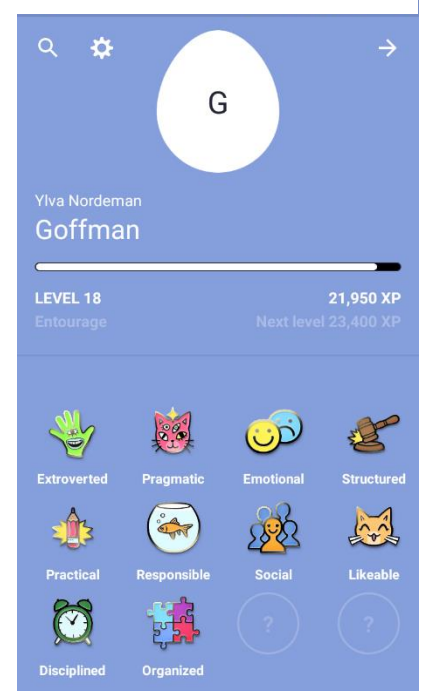 G
Ylva Nordeman
Goffman
LEVEL 18 21,950 XP
Entourage Next level 23,400 XP
Extroverted Pragmatic Emotional Structured
Practical Responsible Social Likeable
? ?
Disciplined Organized